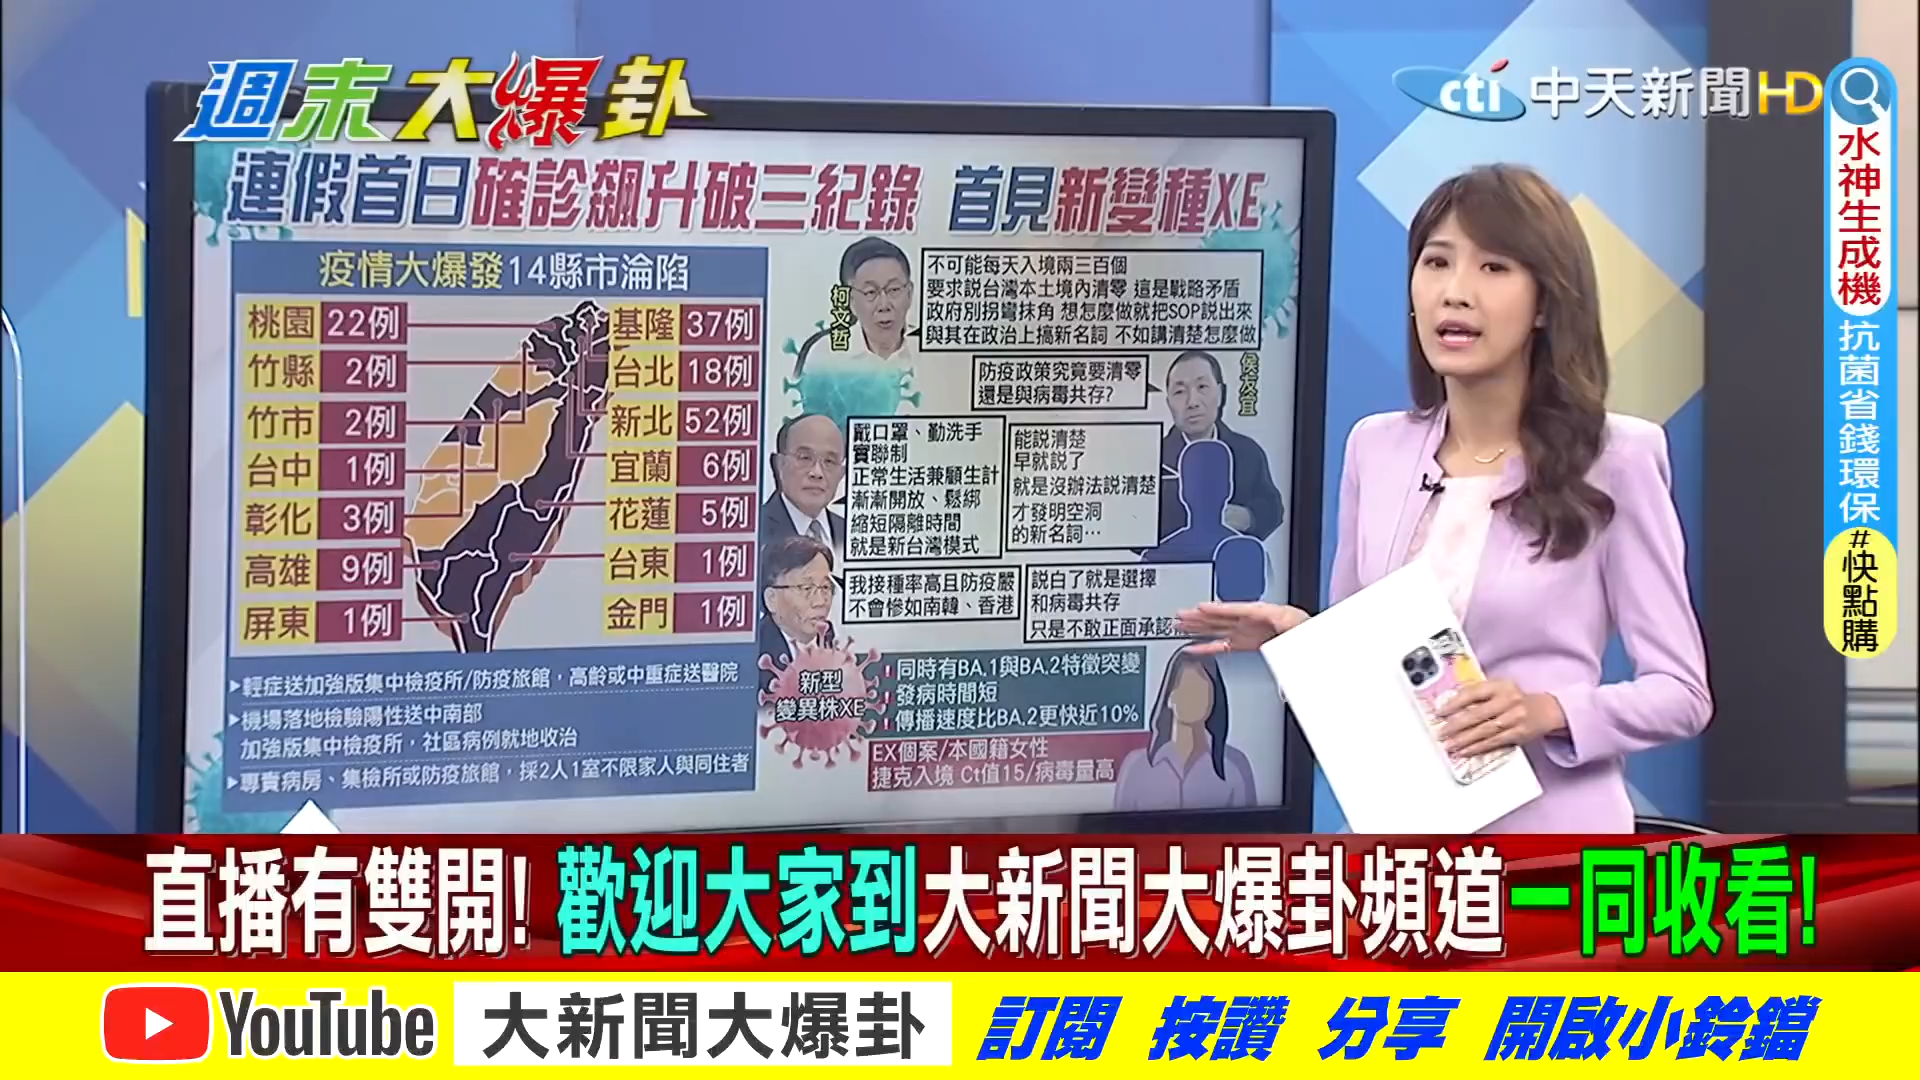 週末大爆卦
cti 中天新聞HD
連假首日確診飆升破三紀錄 首見新變種XE
疫情大爆發14縣市淪陷
桃園 22例
竹縣 2例
竹市 2例
台中 1例
彰化 3例
高雄 9例
屏東 1例
基隆 37例
台北 18例
新北 52例
宜蘭 6例
花蓮 5例
台東 1例
金門 1例
輕症送加強版集中檢疫所/防疫旅館，高齡或中重症送醫院
機場落地檢驗陽性送中南部
加強版集中檢疫所，社區病例就地收治
專責病房、集檢所或防疫旅館，採2人1室不限家人與同住者
柯文哲
不可能每天入境兩三百個
要求說台灣本土境內清零 這是戰略矛盾
政府別拐彎抹角 想怎麼做就把SOP說出來
與其在政治上搞新名詞 不如講清楚怎麼做
防疫政策究竟要清零
還是與病毒共存?
侯友宜
戴口罩、勤洗手
實聯制
正常生活兼顧生計
漸漸開放、鬆綁
縮短隔離時間
就是新台灣模式
能說清楚
早就說了
就是沒辦法說清楚
才發明空洞
的新名詞…
我接種率高且防疫嚴
不會慘如南韓、香港
說白了就是選擇
和病毒共存
只是不敢正面承認
新型
變異株XE
同時有BA.1與BA.2特徵突變
發病時間短
傳播速度比BA.2更快近10%
EX個案/本國籍女性
捷克入境 Ct值15/病毒量高
水神生成機
抗菌省錢環保
#快點購
直播有雙開! 歡迎大家到大新聞大爆卦頻道一同收看!
YouTube 大新聞大爆卦 訂閱 按讚 分享 開啟小鈴鐺